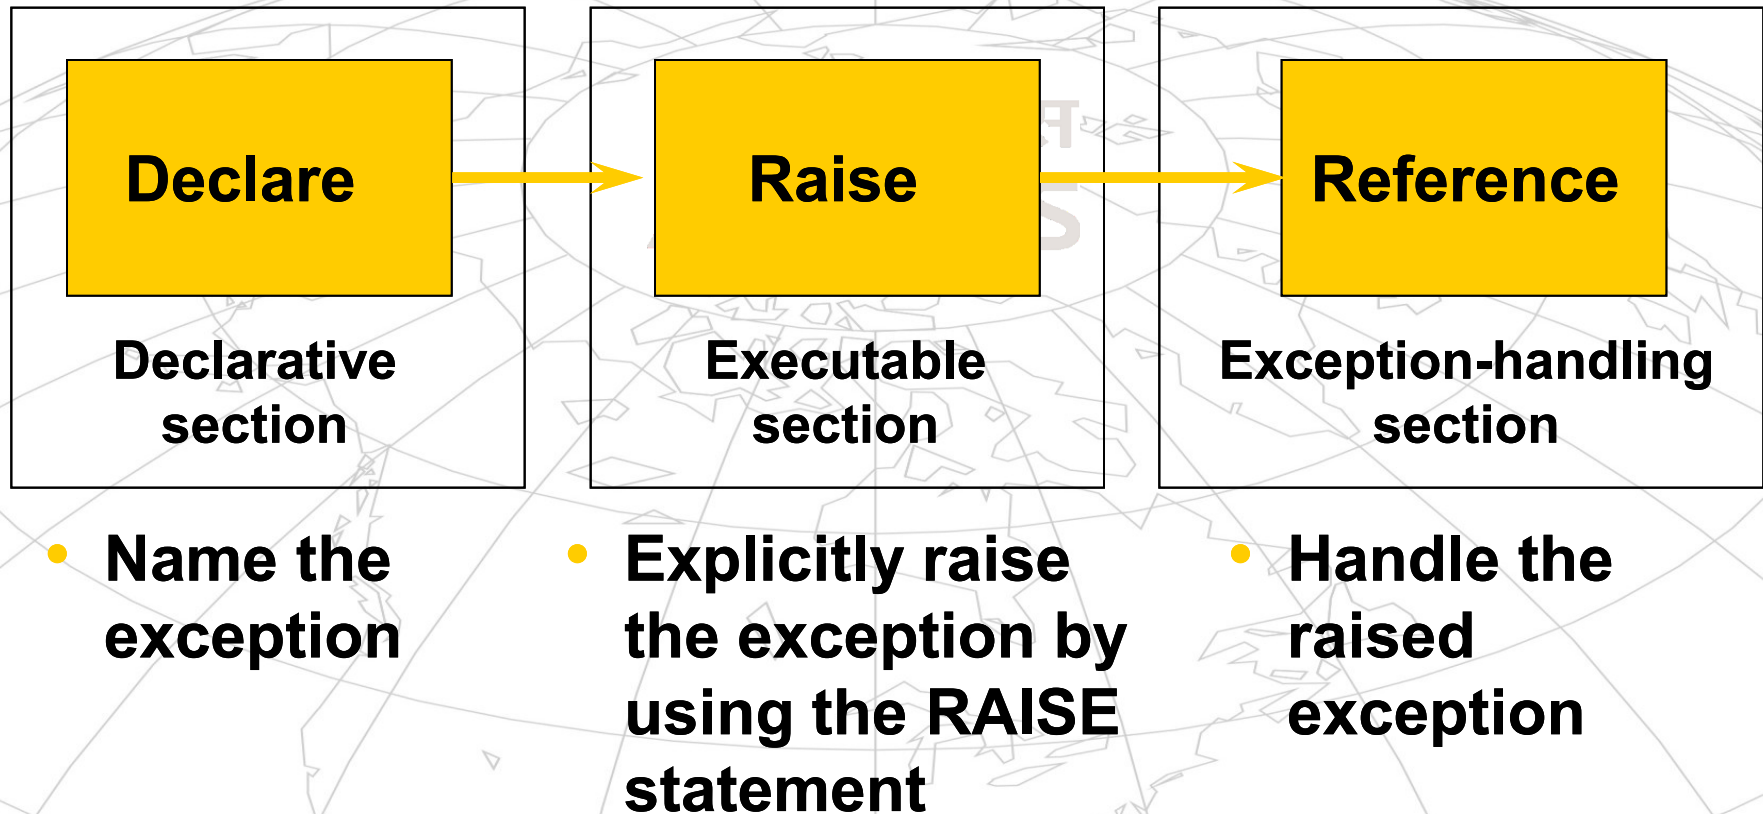 Declare
Declarative
section
Raise
Executable
section
Reference
Exception-handling
section
• Name the
exception
• Explicitly raise
the exception by
using the RAISE
statement
• Handle the
raised
exception